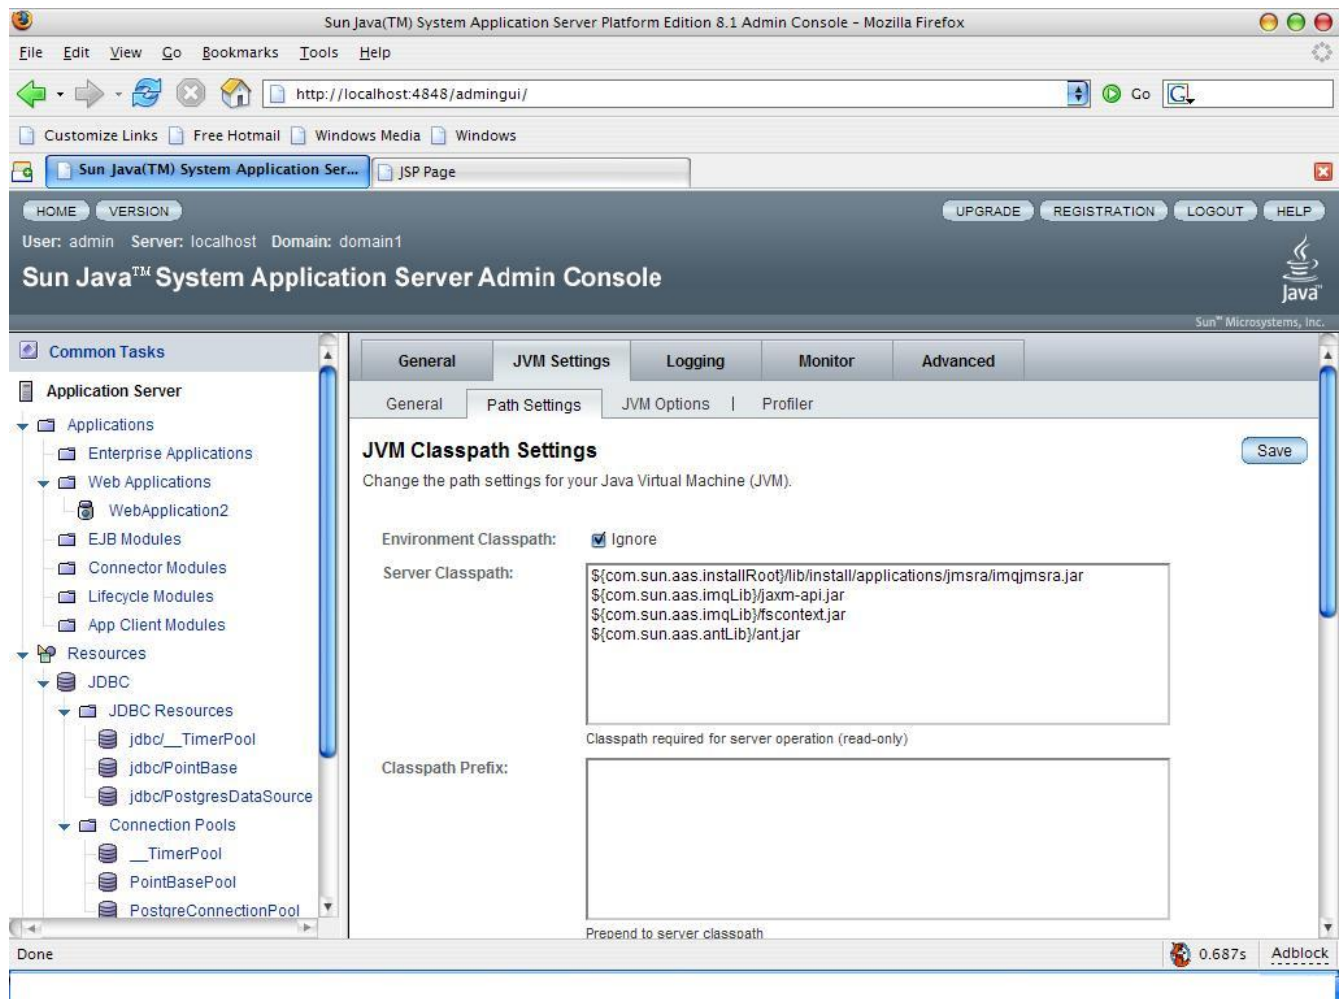 Sun Java(TM) System Application Server Platform Edition 8.1 Admin Console - Mozilla Firefox
File Edit View Go Bookmarks Tools Help
http://localhost:4848/admingui/ Go G
Customize Links Free Hotmail Windows Media Windows
Sun Java(TM) System Application Ser... JSP Page
HOME VERSION UPGRADE REGISTRATION LOGOUT HELP
User: admin Server: localhost Domain: domain1
Sun Java™ System Application Server Admin Console
Java™
Sun™ Microsystems, Inc.
Common Tasks
Application Server
Applications
Enterprise Applications
Web Applications
WebApplication2
EJB Modules
Connector Modules
Lifecycle Modules
App Client Modules
Resources
JDBC
JDBC Resources
jdbc/__TimerPool
jdbc/PointBase
jdbc/PostgresDataSource
Connection Pools
__TimerPool
PointBasePool
PostgreConnectionPool
General JVM Settings Logging Monitor Advanced
General Path Settings JVM Options | Profiler
JVM Classpath Settings Save
Change the path settings for your Java Virtual Machine (JVM).
Environment Classpath: Ignore
Server Classpath:
${com.sun.aas.installRoot}/lib/install/applications/jmsra/imqjmsra.jar
${com.sun.aas.imqLib}/jaxm-api.jar
${com.sun.aas.imqLib}/fscontext.jar
${com.sun.aas.antLib}/ant.jar
Classpath required for server operation (read-only)
Classpath Prefix:
Prepend to server classpath
Done 0.687s Adblock